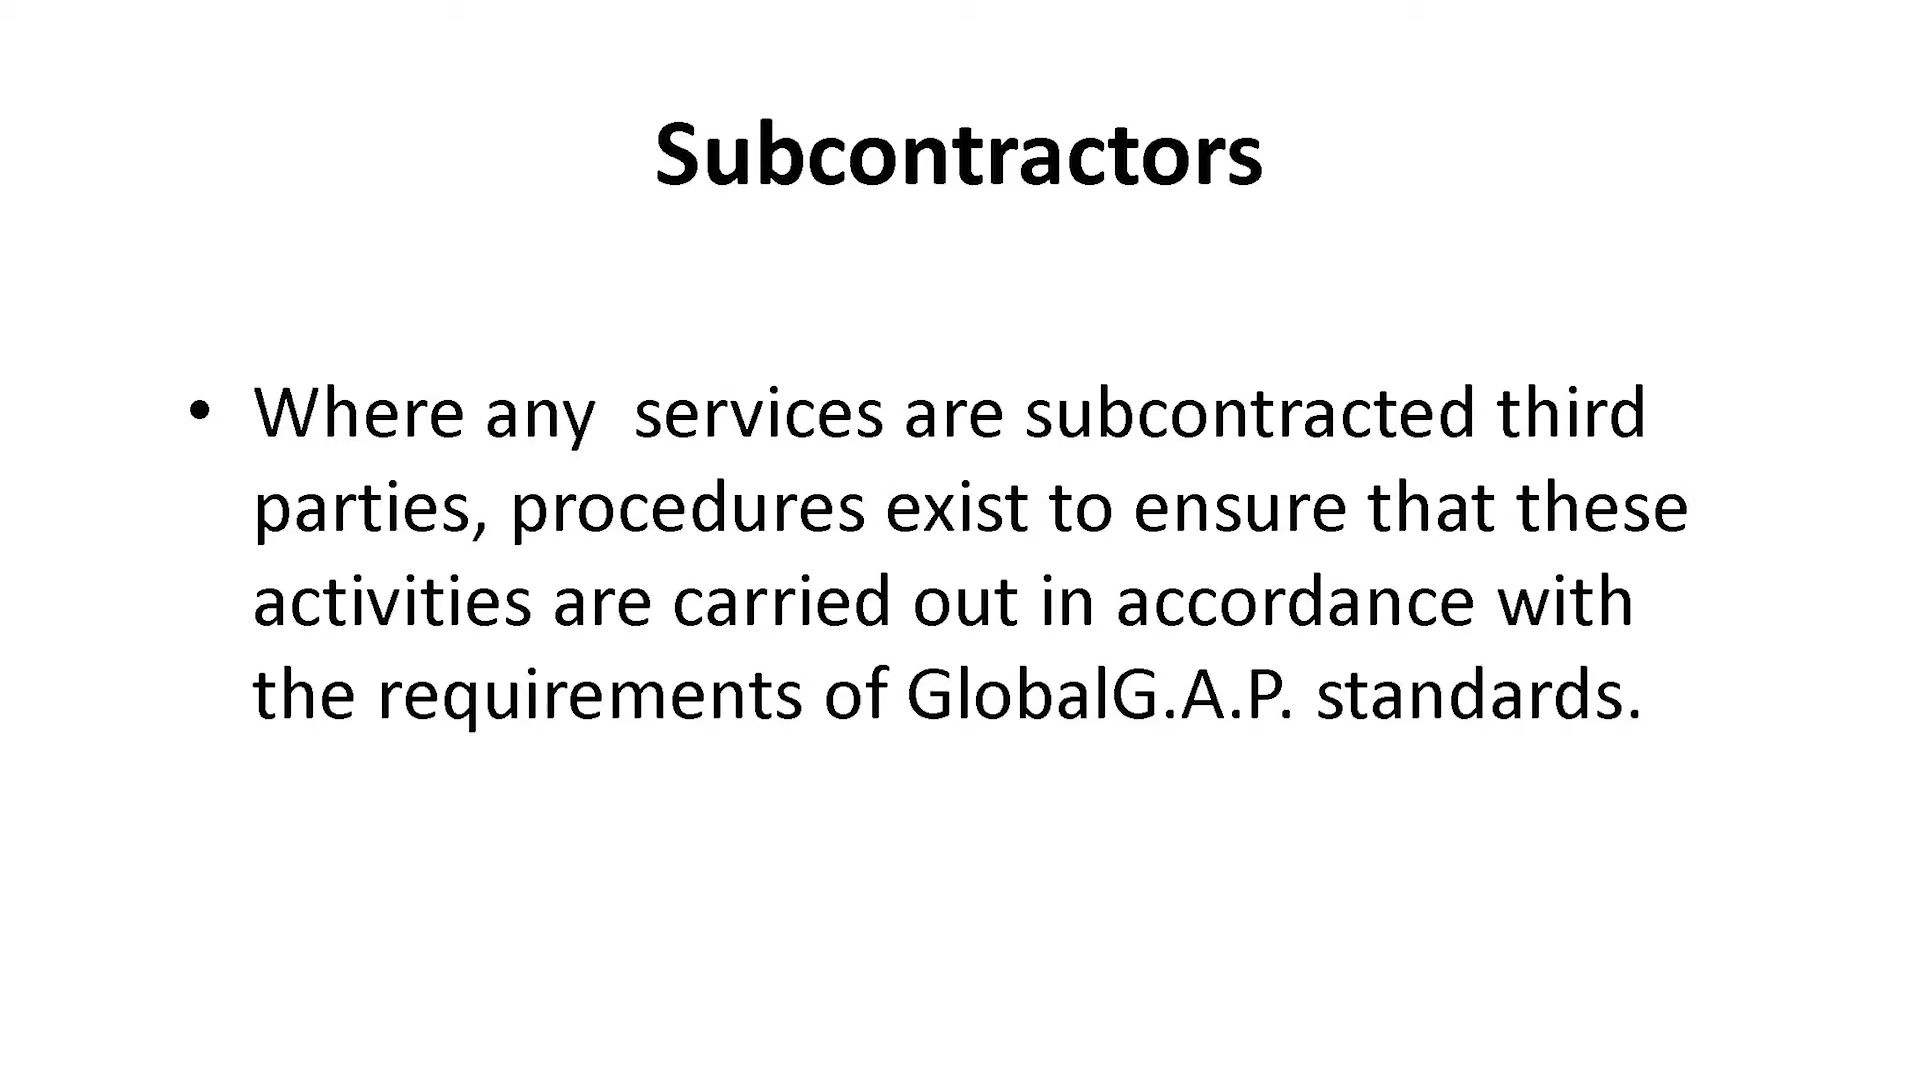 Subcontractors
• Where any  services are subcontracted third
parties, procedures exist to ensure that these
activities are carried out in accordance with
the requirements of GlobalG.A.P. standards.